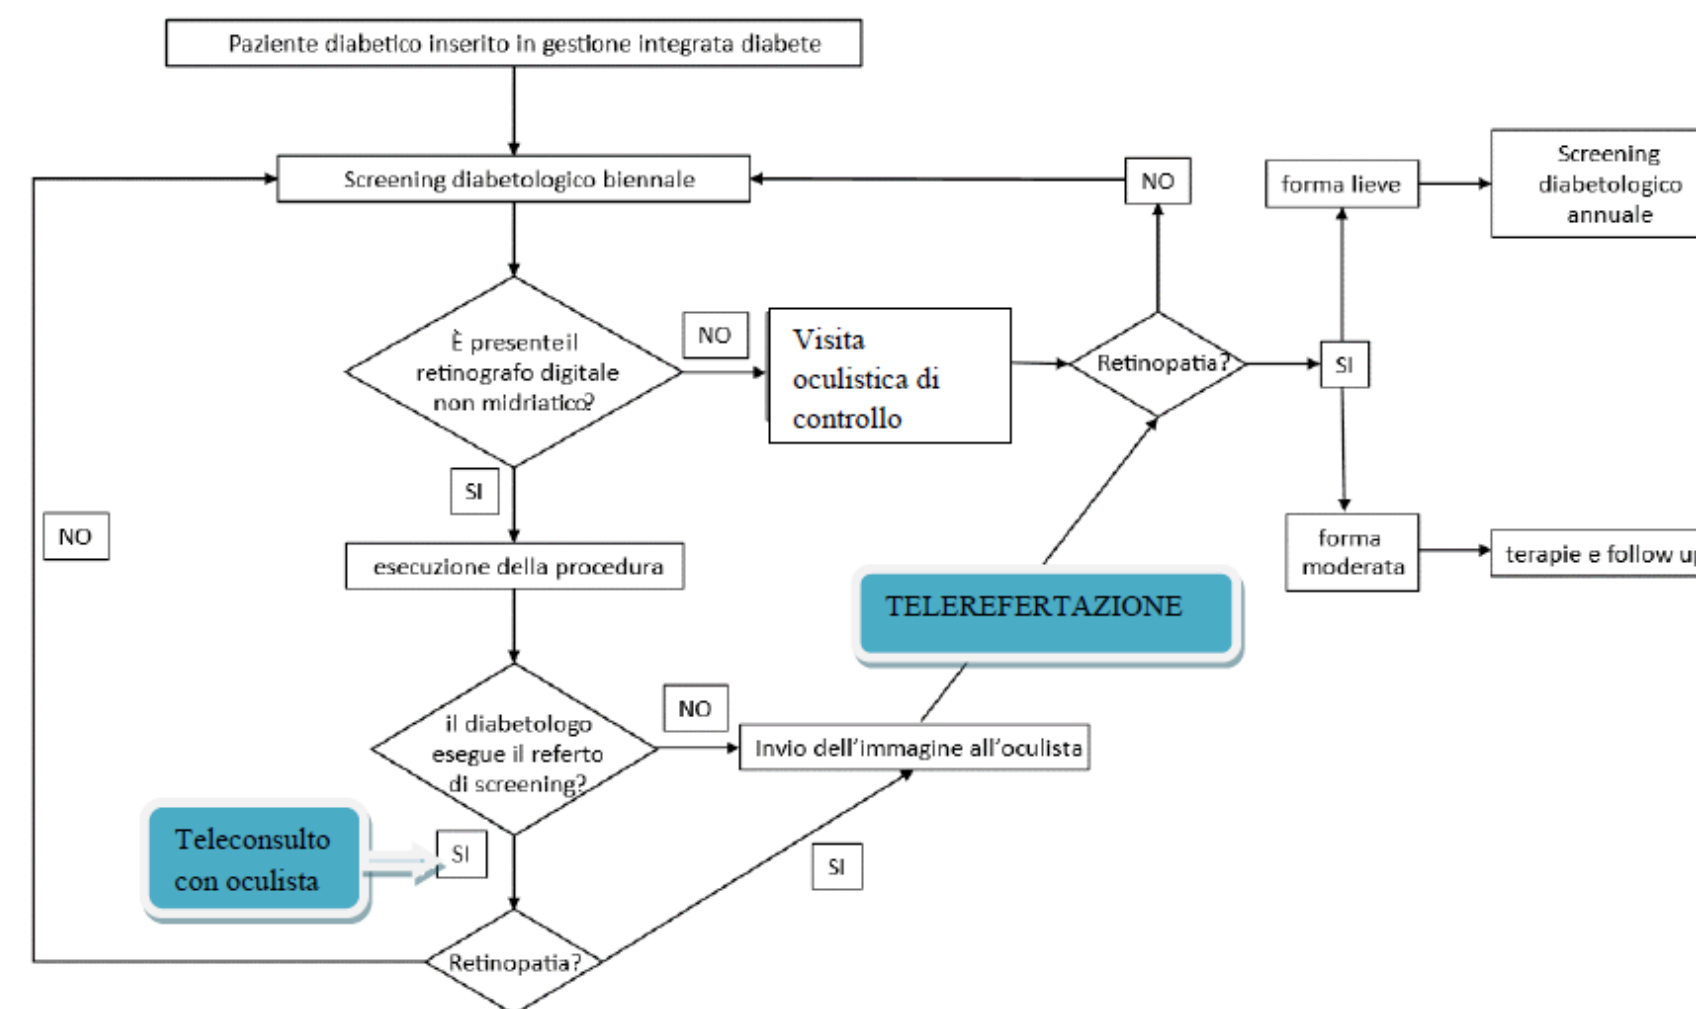 Paziente diabetico inserito in gestione integrata diabete
Screening diabetologico biennale
NO
forma lieve
Screening
diabetologico
annuale
È presente il
retinografo digitale
non midriatico?
NO
Visita
oculistica di
controllo
Retinopatia?
SI
SI
NO
esecuzione della procedura
forma
moderata
terapie e follow
TELEREFERTAZIONE
il diabetologo
esegue il referto
di screening?
NO
Invio dell'immagine all'oculista
Teleconsulto
con oculista
SI
SI
Retinopatia?